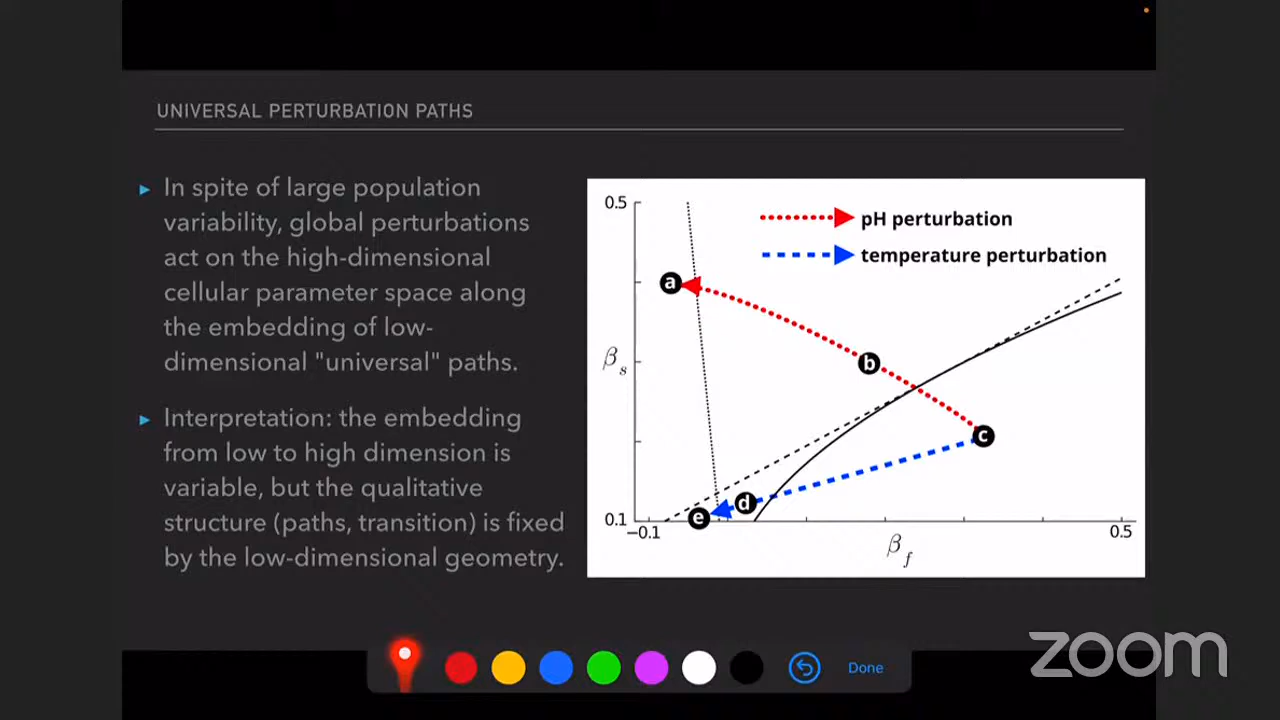 UNIVERSAL PERTURBATION PATHS
▸ In spite of large population
variability, global perturbations
act on the high-dimensional
cellular parameter space along
the embedding of low-
dimensional "universal" paths.
▸ Interpretation: the embedding
from low to high dimension is
variable, but the qualitative
structure (paths, transition) is fixed
by the low-dimensional geometry.
0.5
pH perturbation
temperature perturbation
a
b
βs
c
d
e
0.1
−0.1
0.5
βf
zoom
Done